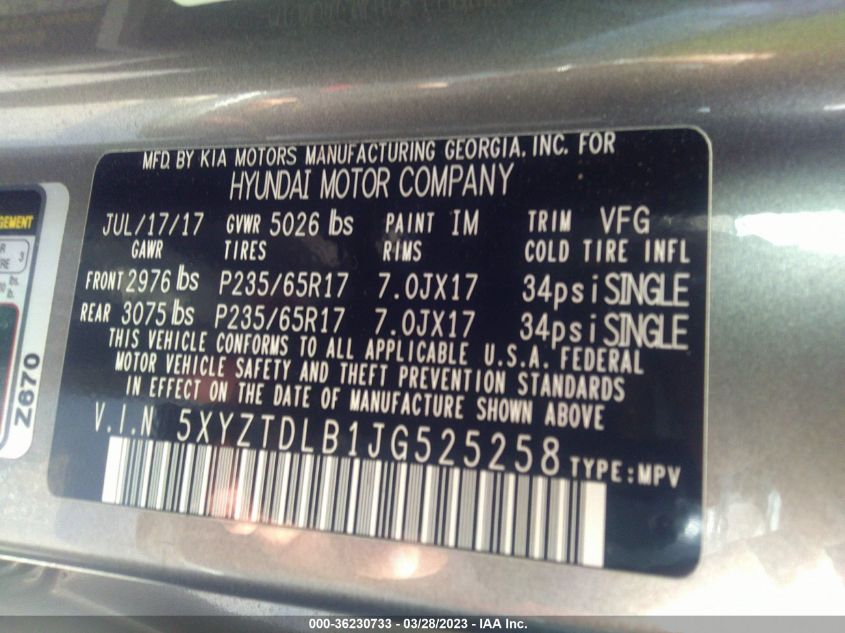 MFD. BY KIA MOTORS MANUFACTURING GEORGIA, INC. FOR
HYUNDAI MOTOR COMPANY
JUL/17/17 GVWR 5026 lbs PAINT IM TRIM VFG
GAWR TIRES RIMS COLD TIRE INFL
FRONT 2976 lbs P235/65R17 7.0JX17 34psi SINGLE
REAR 3075 lbs P235/65R17 7.0JX17 34psi SINGLE
THIS VEHICLE CONFORMS TO ALL APPLICABLE U.S.A. FEDERAL
MOTOR VEHICLE SAFETY AND THEFT PREVENTION STANDARDS
IN EFFECT ON THE DATE OF MANUFACTURE SHOWN ABOVE
V.I.N 5XYZTDLB1JG525258 TYPE:MPV
3
Z670
000-36230733 - 03/28/2023 - IAA Inc.